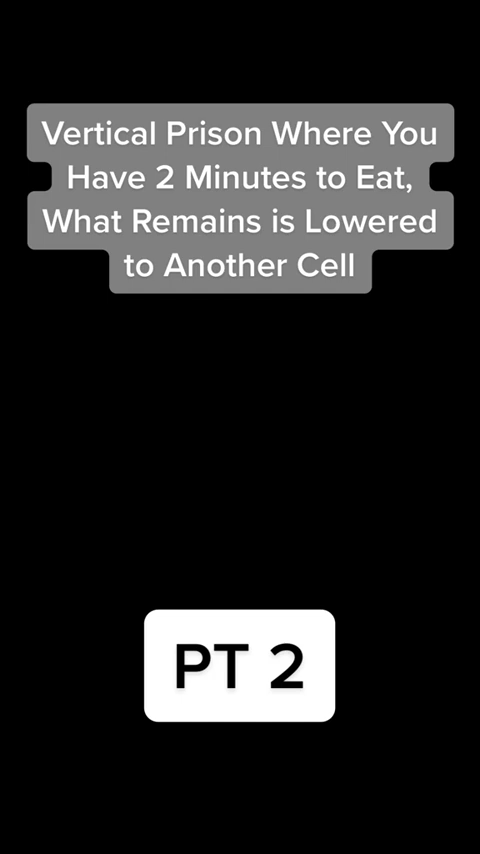 Vertical Prison Where You
Have 2 Minutes to Eat,
What Remains is Lowered
to Another Cell
PT 2